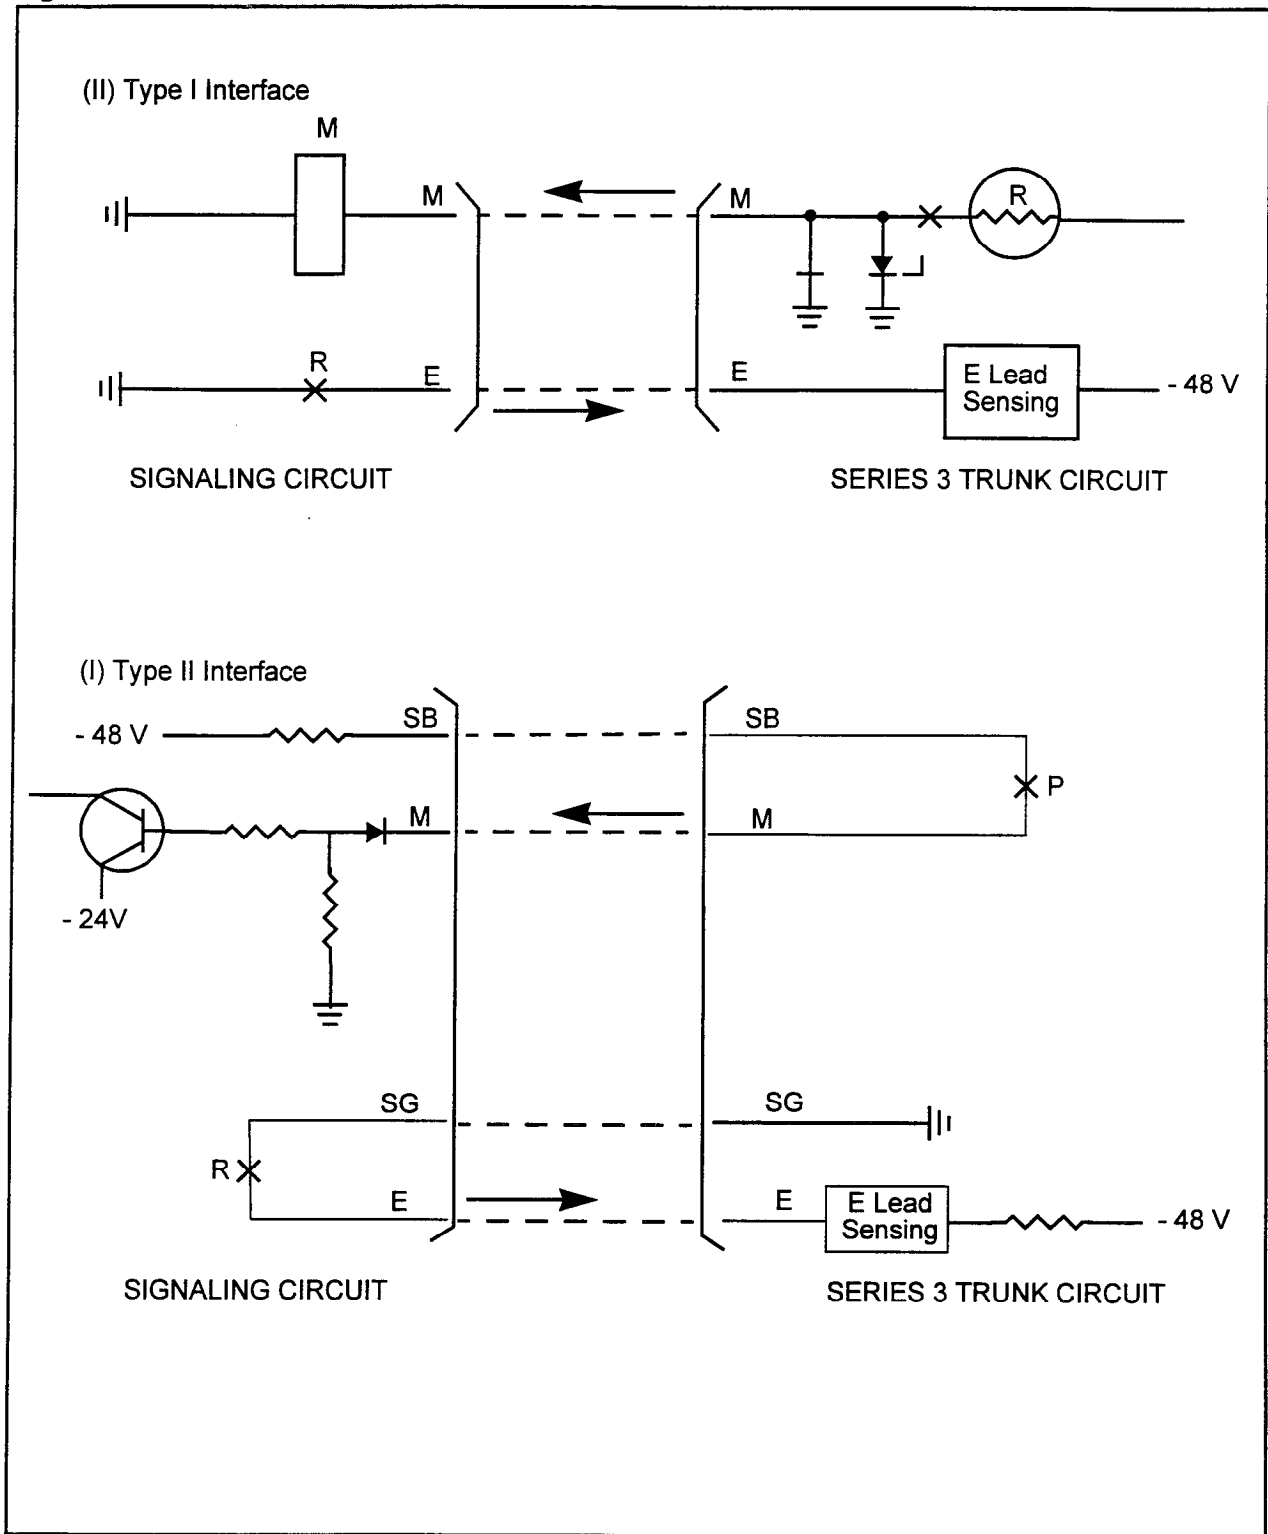 (II) Type I Interface
M
M
M
R
R
E
E
E Lead
Sensing
- 48 V
SIGNALING CIRCUIT
SERIES 3 TRUNK CIRCUIT
(I) Type II Interface
SB
SB
- 48 V
P
M
M
- 24V
SG
SG
R
E
E
E Lead
Sensing
- 48 V
SIGNALING CIRCUIT
SERIES 3 TRUNK CIRCUIT